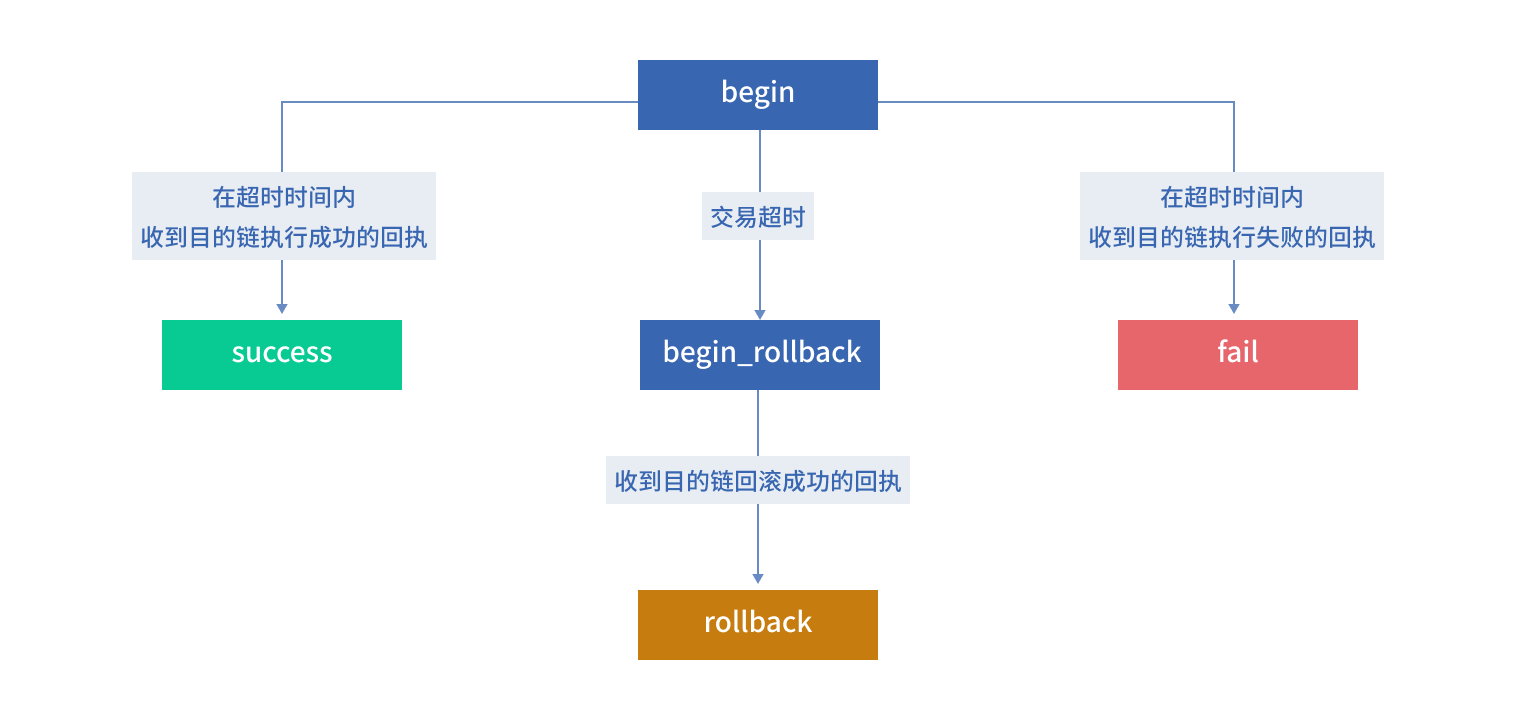 begin
在超时时间内
收到目的链执行成功的回执
交易超时
在超时时间内
收到目的链执行失败的回执
success
begin_rollback
fail
收到目的链回滚成功的回执
rollback